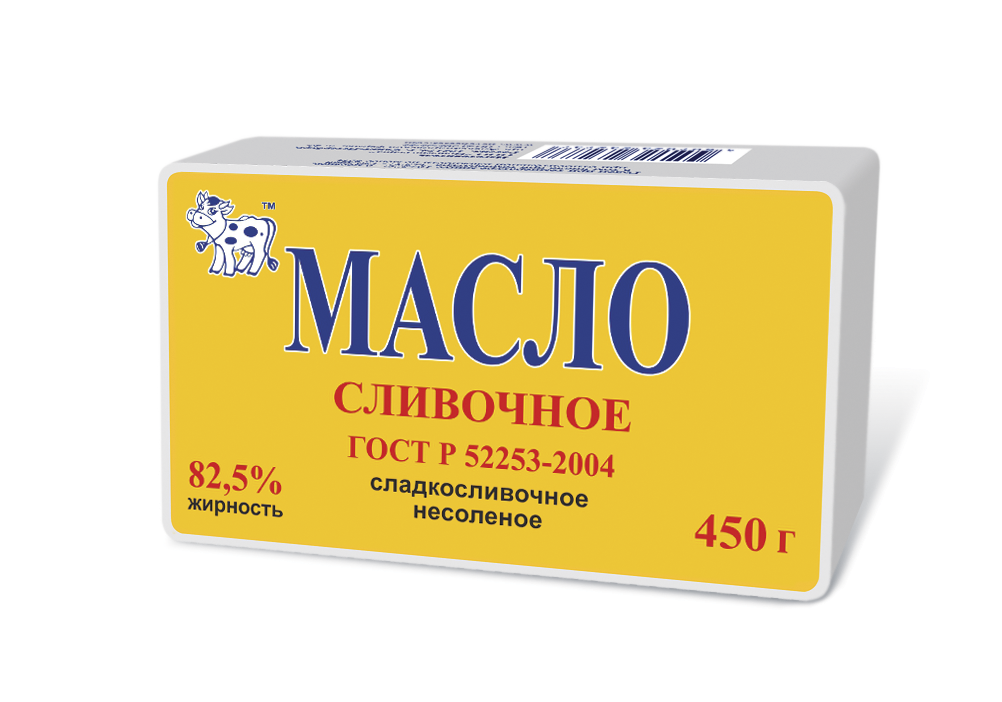 TM
МАСЛО
СЛИВОЧНОЕ
ГОСТ Р 52253-2004
сладкосливочное
несоленое
82,5%
жирность
450 г